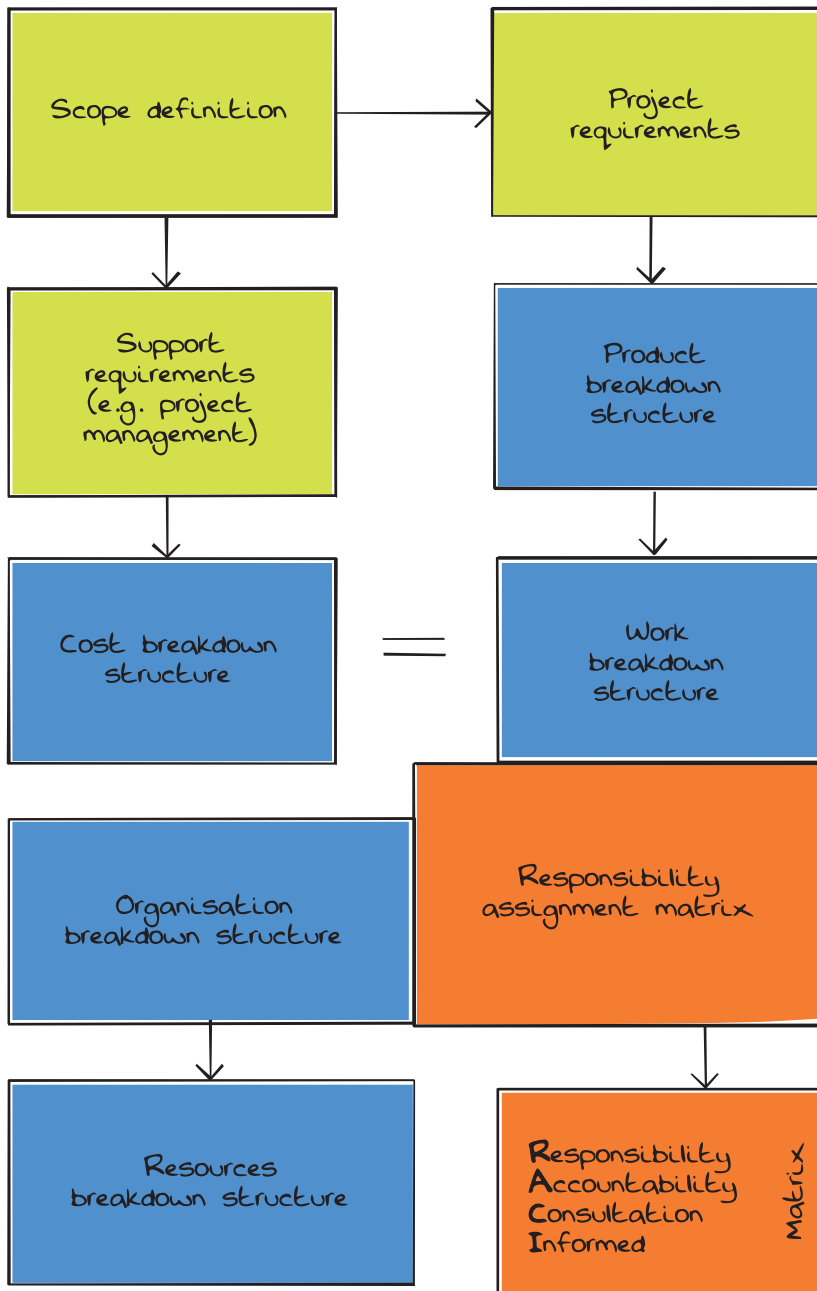 Scope definition
Project
requirements
Support
requirements
(e.g. project
management)
Product
breakdown
structure
Cost breakdown
structure
=
Work
breakdown
structure
Organisation
breakdown structure
Responsibility
assignment matrix
Resources
breakdown structure
Responsibility
Accountability
Consultation
Informed
Matrix